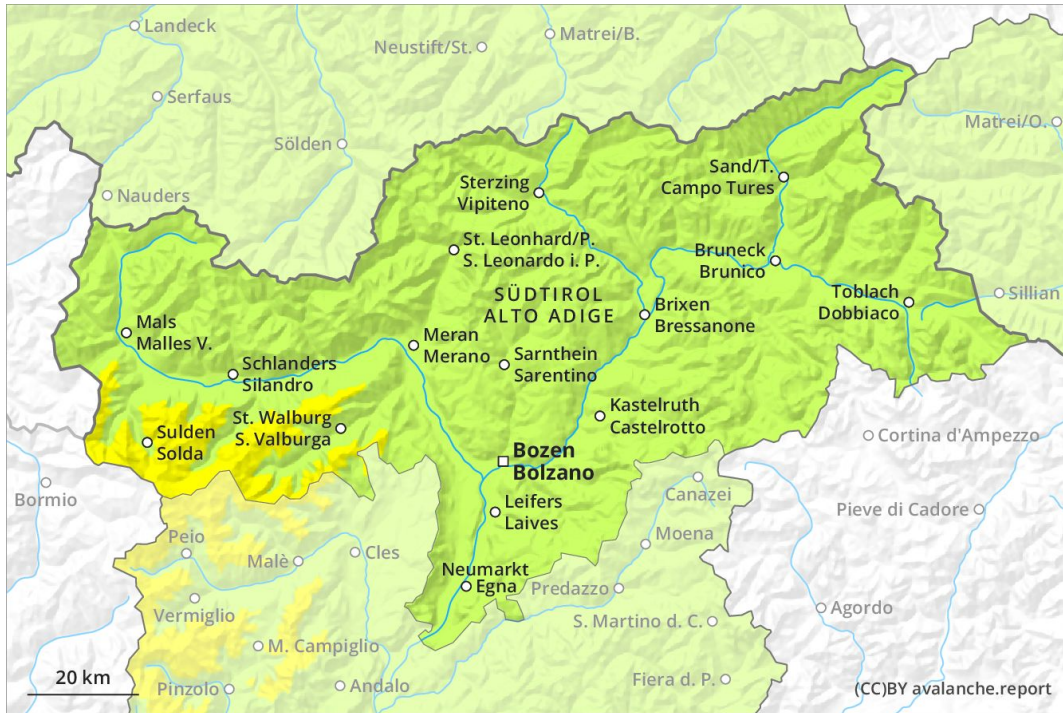 Landeck
Matrei/B.
Neustift/St.
Serfaus
Matrei/O.
Sölden
Sand/T.
Campo Tures
Sterzing
Vipiteno
Nauders
St. Leonhard/P.
S. Leonardo i. P.
Bruneck
Brunico
SÜDTIROL
ALTO ADIGE
Toblach
Dobbiaco
Sillian
Brixen
Bressanone
Mals
Malles V.
Meran
Merano
Schlanders
Silandro
Sarnthein
Sarentino
Kastelruth
Castelrotto
St. Walburg
S. Valburga
Sulden
Solda
Cortina d'Ampezzo
Bozen
Bolzano
Bormio
Canazei
Leifers
Laives
Pieve di Cadore
Moena
Peio
Malè
Cles
Neumarkt
Egna
Predazzo
Vermiglio
Agordo
S. Martino d. C.
M. Campiglio
20 km
Pinzolo
Andalo
Fiera d. P.
(CC)BY avalanche.report